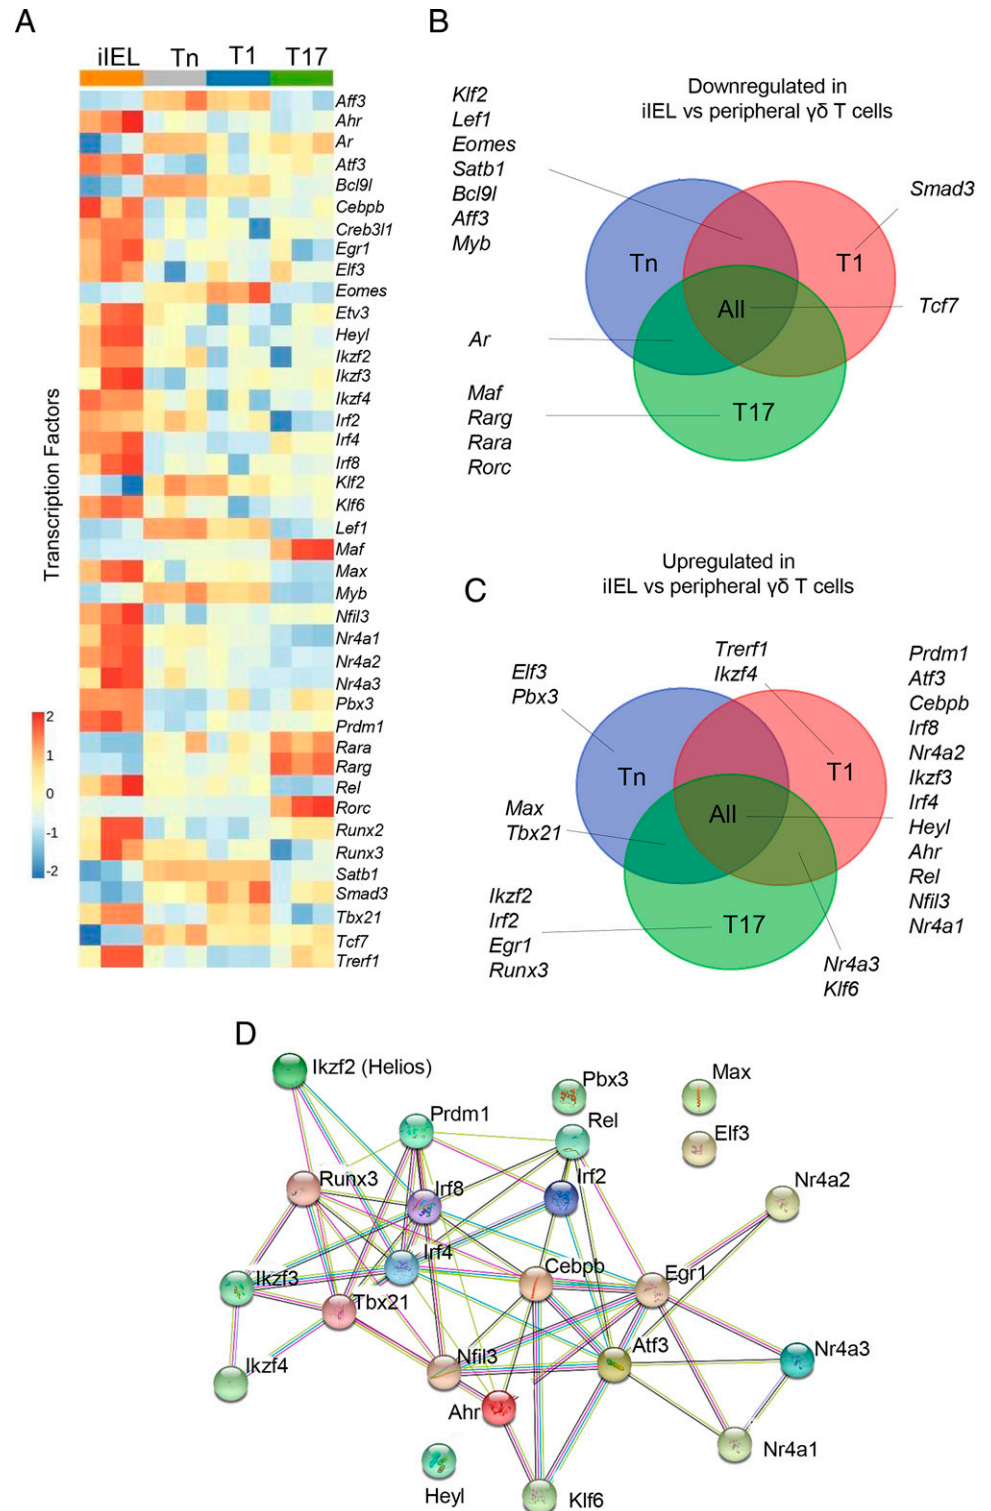 A
iIEL Tn T1 T17
Transcription Factors
Aff3
Ahr
Ar
Atf3
Bcl9l
Cebpb
Creb3l1
Egr1
Elf3
Eomes
Etv3
Heyl
Ikzf2
Ikzf3
Ikzf4
Irf2
Irf4
Irf8
Klf2
Klf6
Lef1
Maf
Max
Myb
Nfil3
Nr4a1
Nr4a2
Nr4a3
Pbx3
Prdm1
Rara
Rarg
Rel
Rorc
Runx2
Runx3
Satb1
Smad3
Tbx21
Tcf7
Trerf1
2
1
0
-1
-2
B
Downregulated in
iIEL vs peripheral γδ T cells
Klf2
Lef1
Eomes
Satb1
Bcl9l
Aff3
Myb
Ar
Maf
Rarg
Rara
Rorc
Tn
T1
All
T17
Smad3
Tcf7
C
Upregulated in
iIEL vs peripheral γδ T cells
Elf3
Pbx3
Trerf1
Ikzf4
Max
Tbx21
Ikzf2
Irf2
Egr1
Runx3
Tn
T1
All
T17
Nr4a3
Klf6
Prdm1
Atf3
Cebpb
Irf8
Nr4a2
Ikzf3
Irf4
Heyl
Ahr
Rel
Nfil3
Nr4a1
D
Ikzf2 (Helios)
Pbx3
Max
Prdm1
Rel
Elf3
Runx3
Irf8
Irf2
Nr4a2
Irf4
Cebpb
Egr1
Ikzf3
Tbx21
Ikzf4
Nfil3
Atf3
Nr4a3
Ahr
Nr4a1
Heyl
Klf6